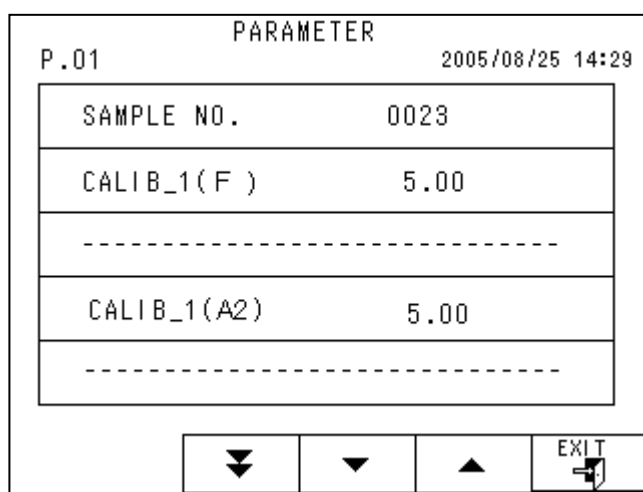 PARAMETER
P.01 2005/08/25 14:29
SAMPLE NO. 0023
CALIB_1(F ) 5.00
------------------------------
CALIB_1(A2) 5.00
------------------------------
EXIT